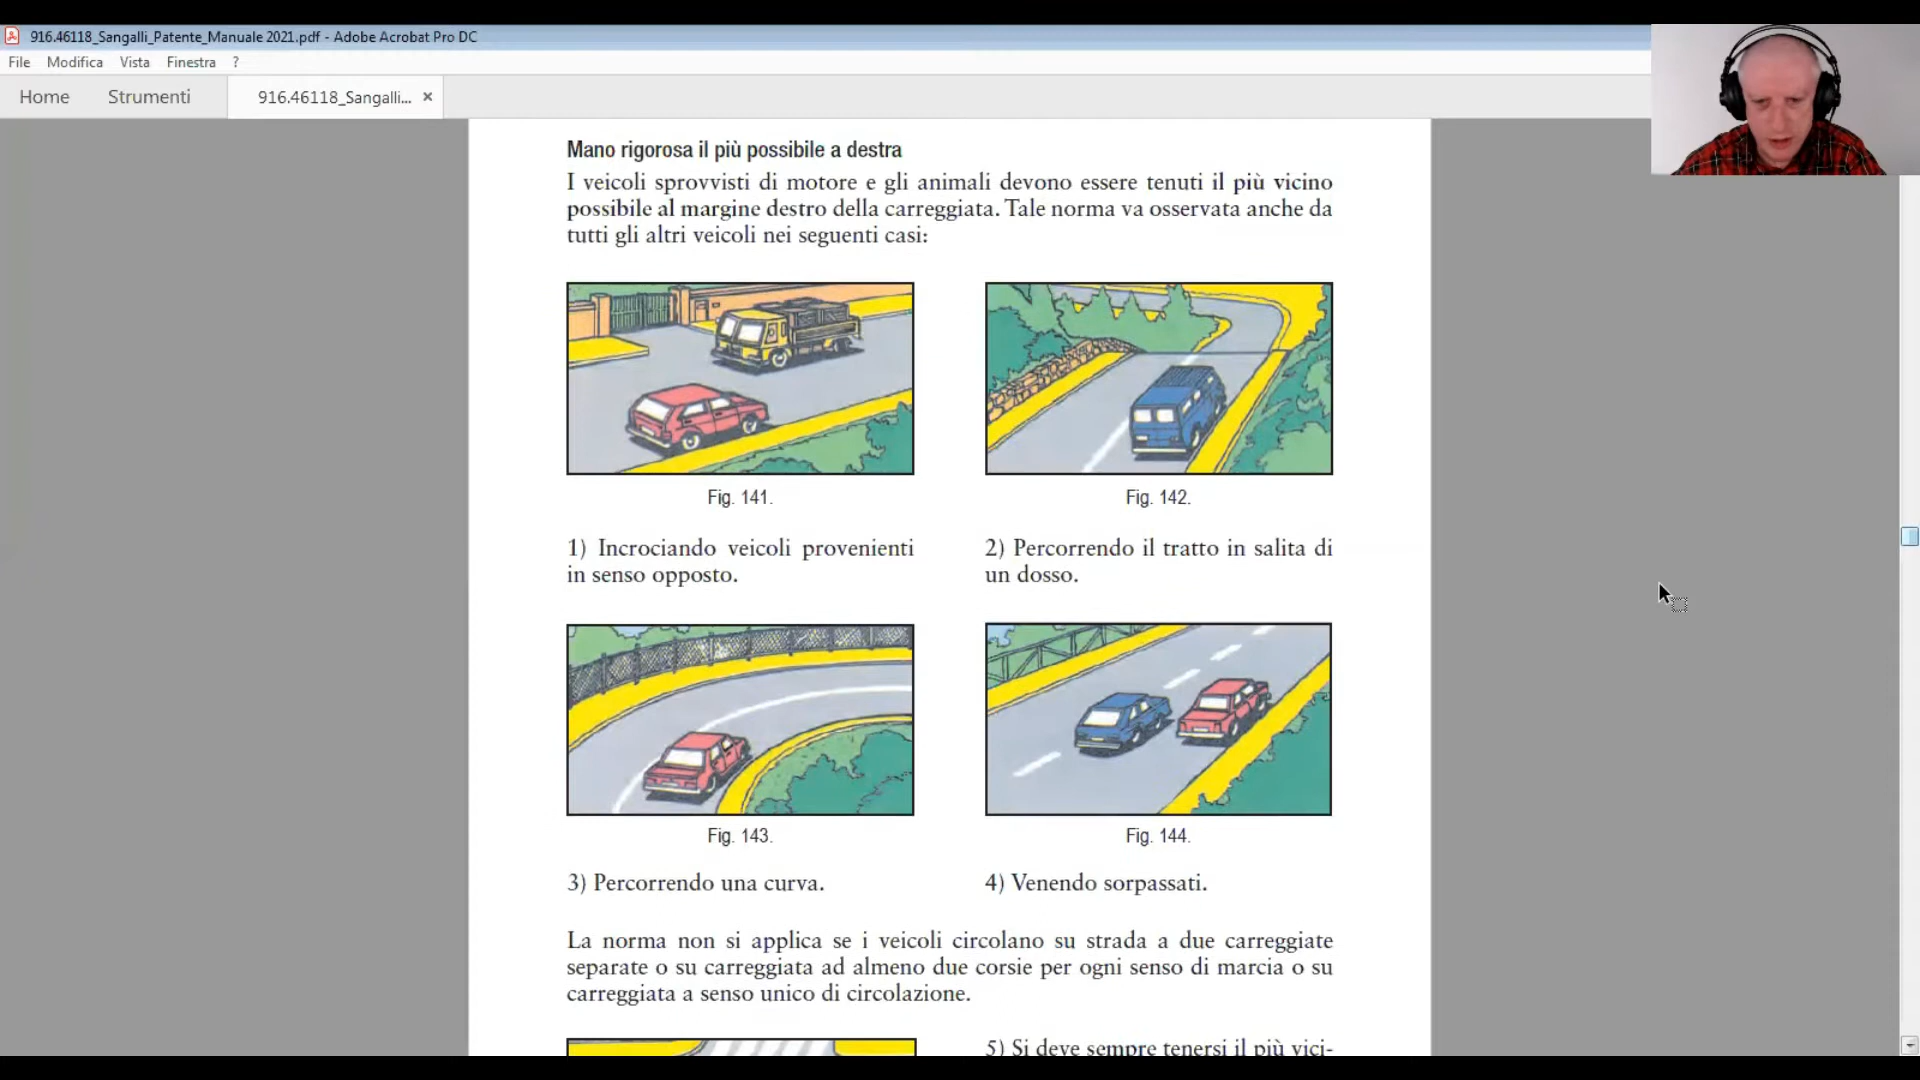 916.46118_Sangalli_Patente_Manuale 2021.pdf - Adobe Acrobat Pro DC
File Modifica Vista Finestra ?
Home Strumenti 916.46118_Sangalli... ×
Mano rigorosa il più possibile a destra
I veicoli sprovvisti di motore e gli animali devono essere tenuti il più vicino
possibile al margine destro della carreggiata. Tale norma va osservata anche da
tutti gli altri veicoli nei seguenti casi:
Fig. 141.
Fig. 142.
1) Incrociando veicoli provenienti
in senso opposto.
2) Percorrendo il tratto in salita di
un dosso.
Fig. 143.
Fig. 144.
3) Percorrendo una curva.
4) Venendo sorpassati.
La norma non si applica se i veicoli circolano su strada a due carreggiate
separate o su carreggiata ad almeno due corsie per ogni senso di marcia o su
carreggiata a senso unico di circolazione.
5) Si deve sempre tenersi il più vici-